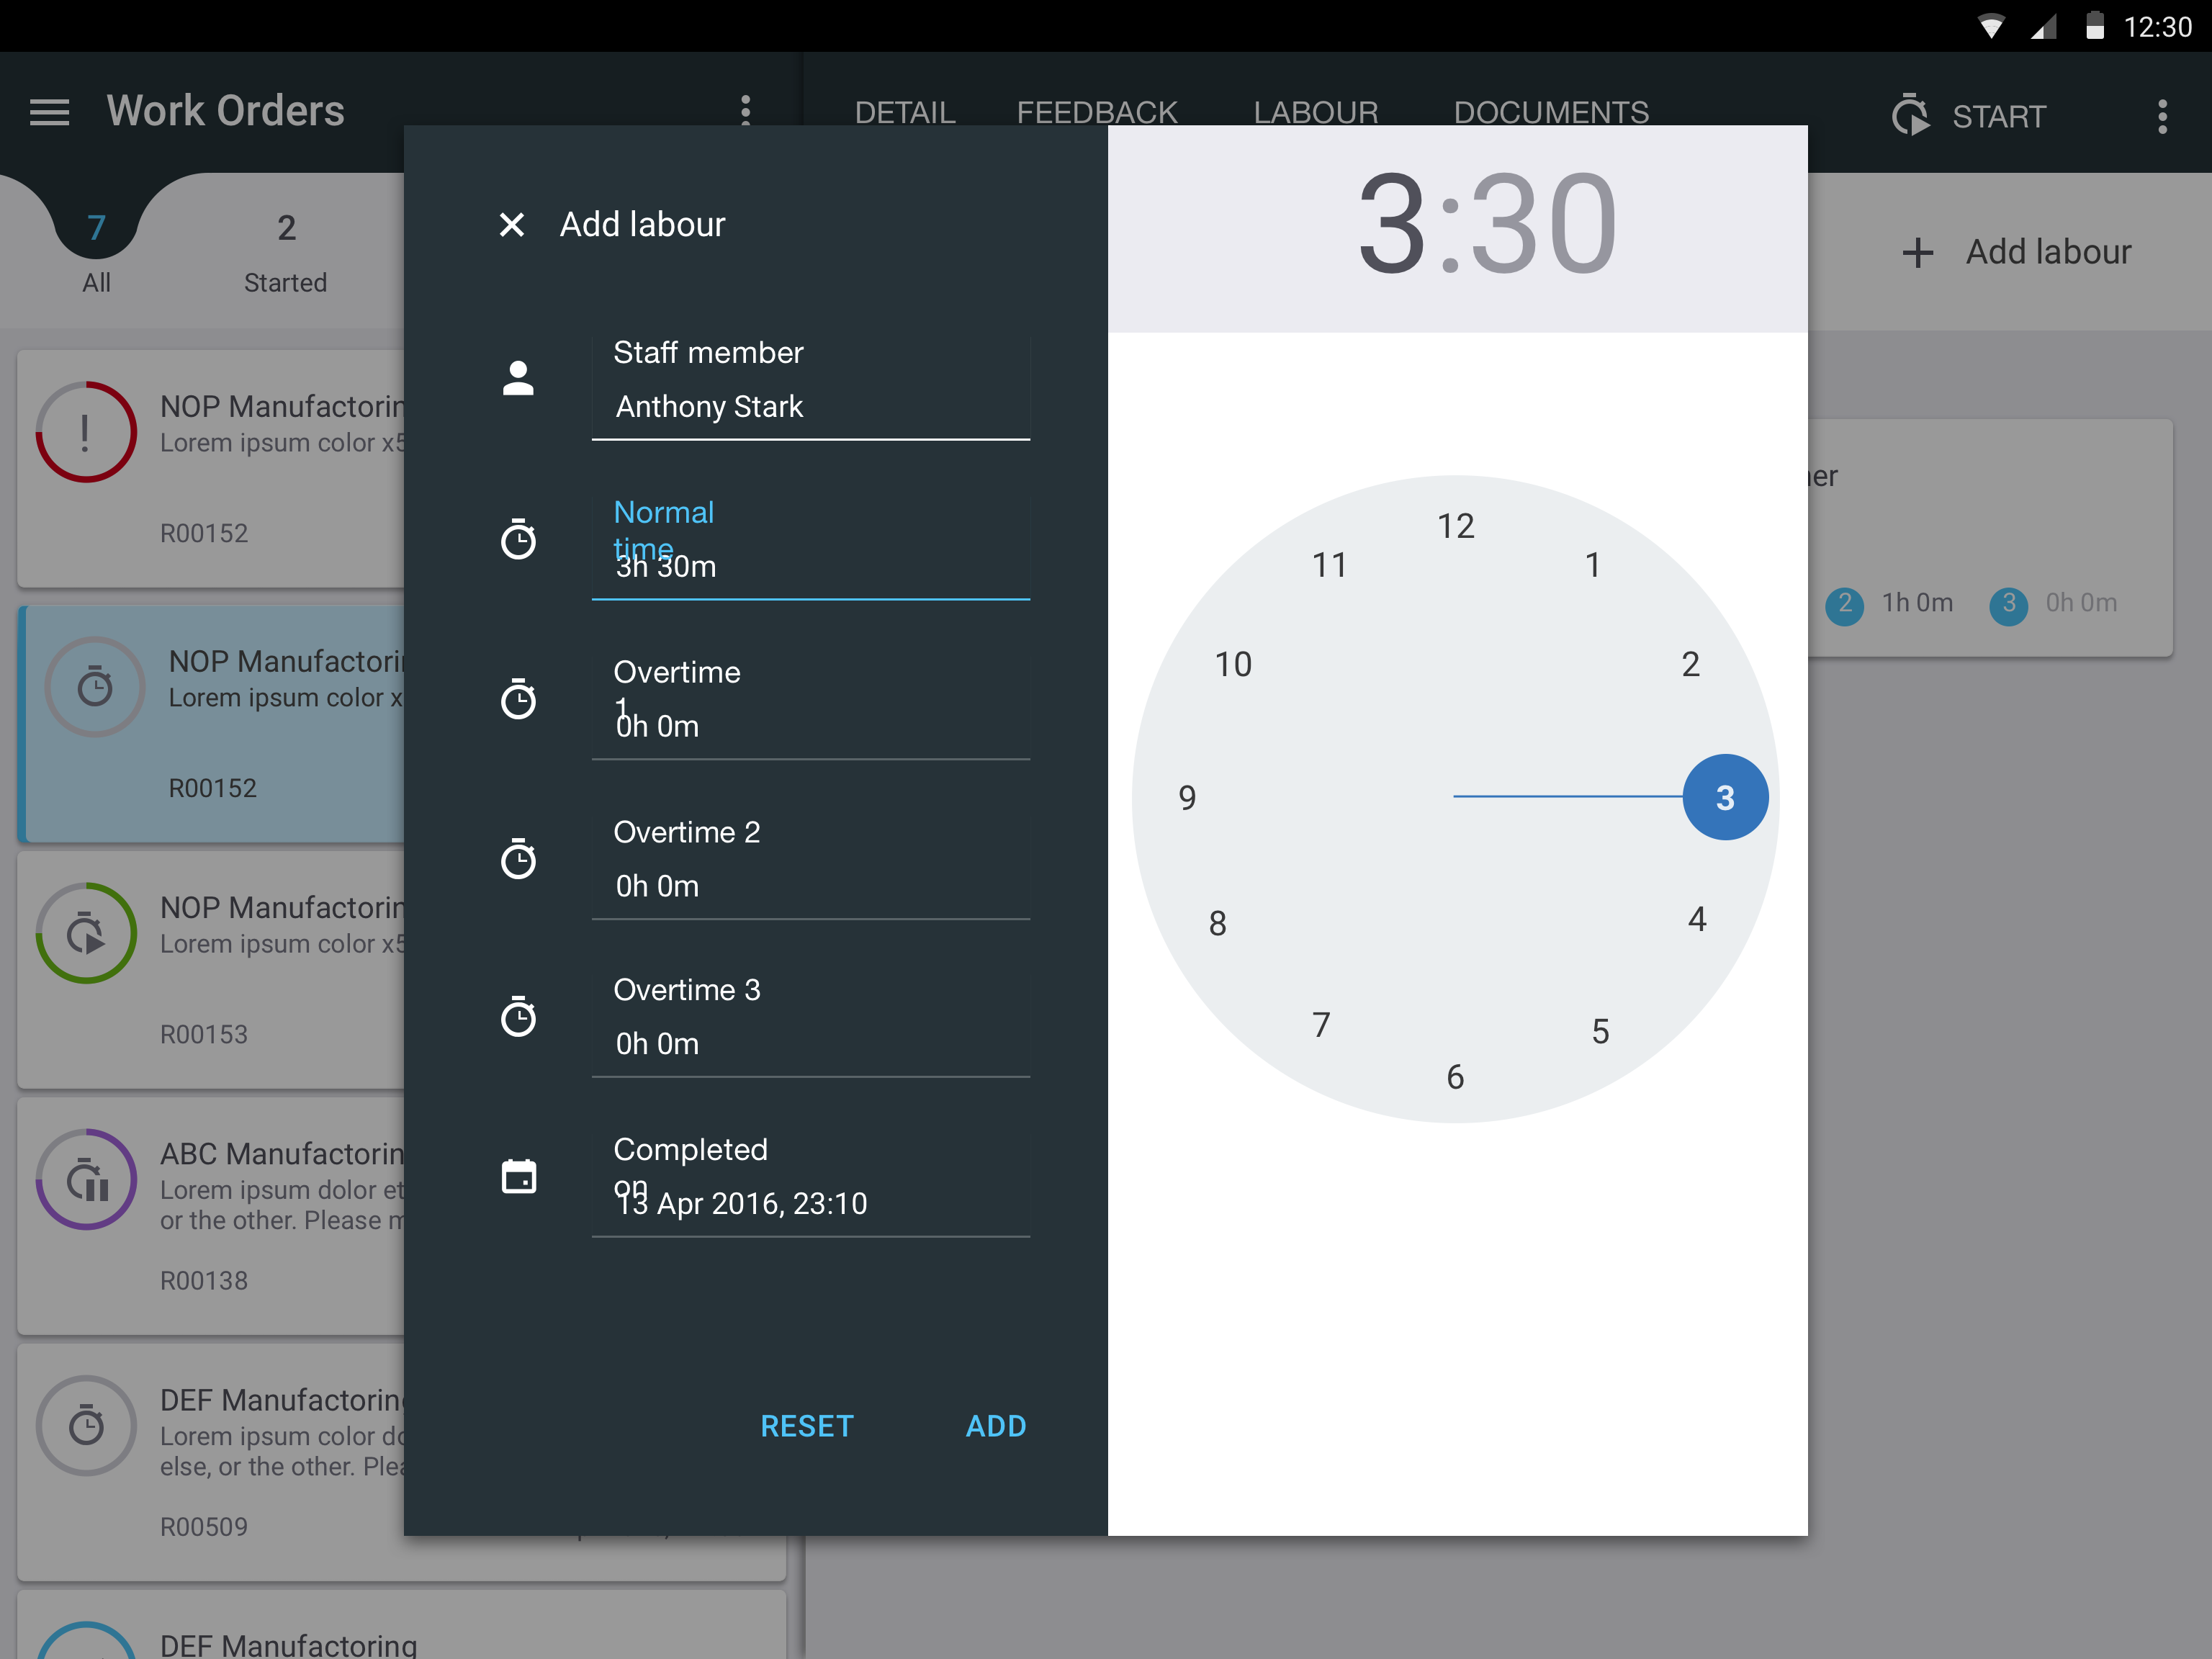 12:30
Work Orders
DETAIL FEEDBACK LABOUR DOCUMENTS START
7
All
2
Started
NOP Manufactorin
Lorem ipsum color x5
R00152
NOP Manufactorin
Lorem ipsum color x
R00152
NOP Manufactorin
Lorem ipsum color x5
R00153
ABC Manufactorin
Lorem ipsum dolor et
or the other. Please m
R00138
DEF Manufactoring
Lorem ipsum color do
else, or the other. Plea
R00509
DEF Manufactoring
Add labour
Staff member
Anthony Stark
Normal
time
3h 30m
Overtime
1
0h 0m
Overtime 2
0h 0m
Overtime 3
0h 0m
Completed
on
13 Apr 2016, 23:10
RESET ADD
3:30
12
11 1
10 2
9 3
8 4
7 5
6
+ Add labour
er
2 1h 0m 3 0h 0m